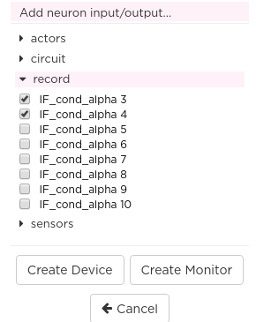 Add neuron input/output...
actors
circuit
record
IF_cond_alpha 3
IF_cond_alpha 4
IF_cond_alpha 5
IF_cond_alpha 6
IF_cond_alpha 7
IF_cond_alpha 8
IF_cond_alpha 9
IF_cond_alpha 10
sensors
Create Device Create Monitor
Cancel